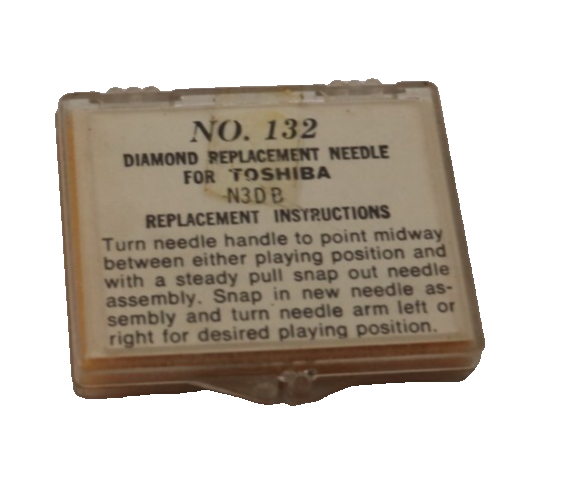 NO. 132
DIAMOND REPLACEMENT NEEDLE
FOR TOSHIBA
N3DB
REPLACEMENT INSTRUCTIONS
Turn needle handle to point midway
between either playing position and
with a steady pull snap out needle
assembly. Snap in new needle as-
sembly and turn needle arm left or
right for desired playing position.